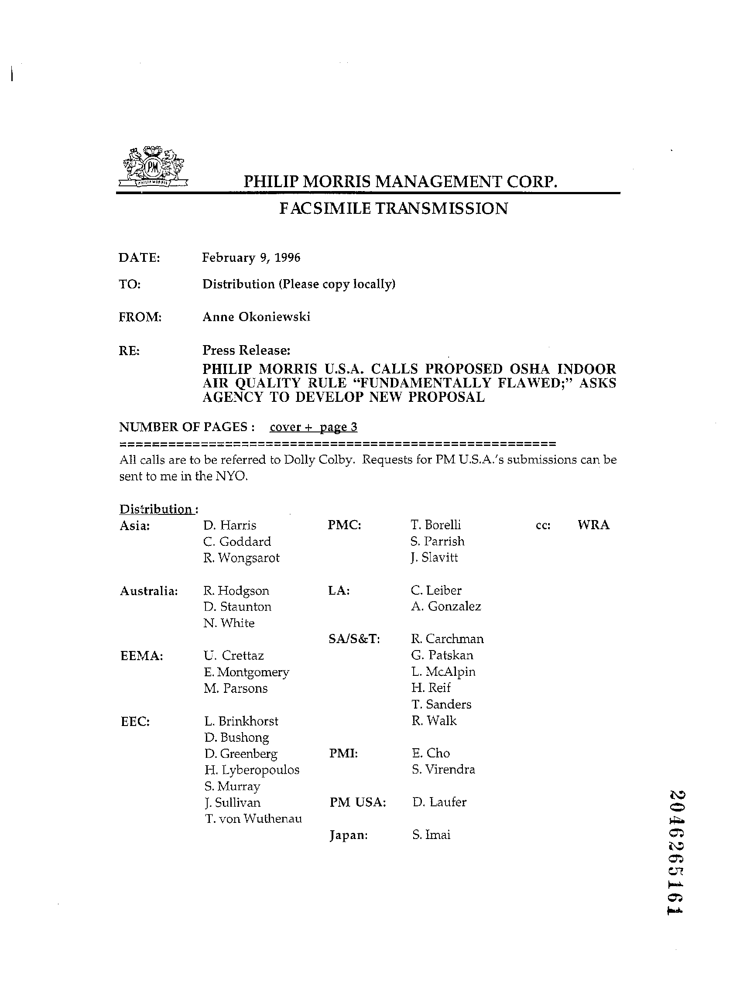 PM
PHILIP MORRIS
PHILIP MORRIS MANAGEMENT CORP.
FACSIMILE TRANSMISSION
DATE: February 9, 1996
TO: Distribution (Please copy locally)
FROM: Anne Okoniewski
RE: Press Release:
PHILIP MORRIS U.S.A. CALLS PROPOSED OSHA INDOOR
AIR QUALITY RULE “FUNDAMENTALLY FLAWED;” ASKS
AGENCY TO DEVELOP NEW PROPOSAL
NUMBER OF PAGES : cover + page 3
======================================================
All calls are to be referred to Dolly Colby. Requests for PM U.S.A.'s submissions can be
sent to me in the NYO.
Distribution :
Asia: D. Harris PMC: T. Borelli cc: WRA
C. Goddard S. Parrish
R. Wongsarot J. Slavitt
Australia: R. Hodgson LA: C. Leiber
D. Staunton A. Gonzalez
N. White
SA/S&T: R. Carchman
EEMA: U. Crettaz G. Patskan
E. Montgomery L. McAlpin
M. Parsons H. Reif
T. Sanders
EEC: L. Brinkhorst R. Walk
D. Bushong
D. Greenberg PMI: E. Cho
H. Lyberopoulos S. Virendra
S. Murray
J. Sullivan PM USA: D. Laufer
T. von Wuthenau
Japan: S. Imai
2046265161